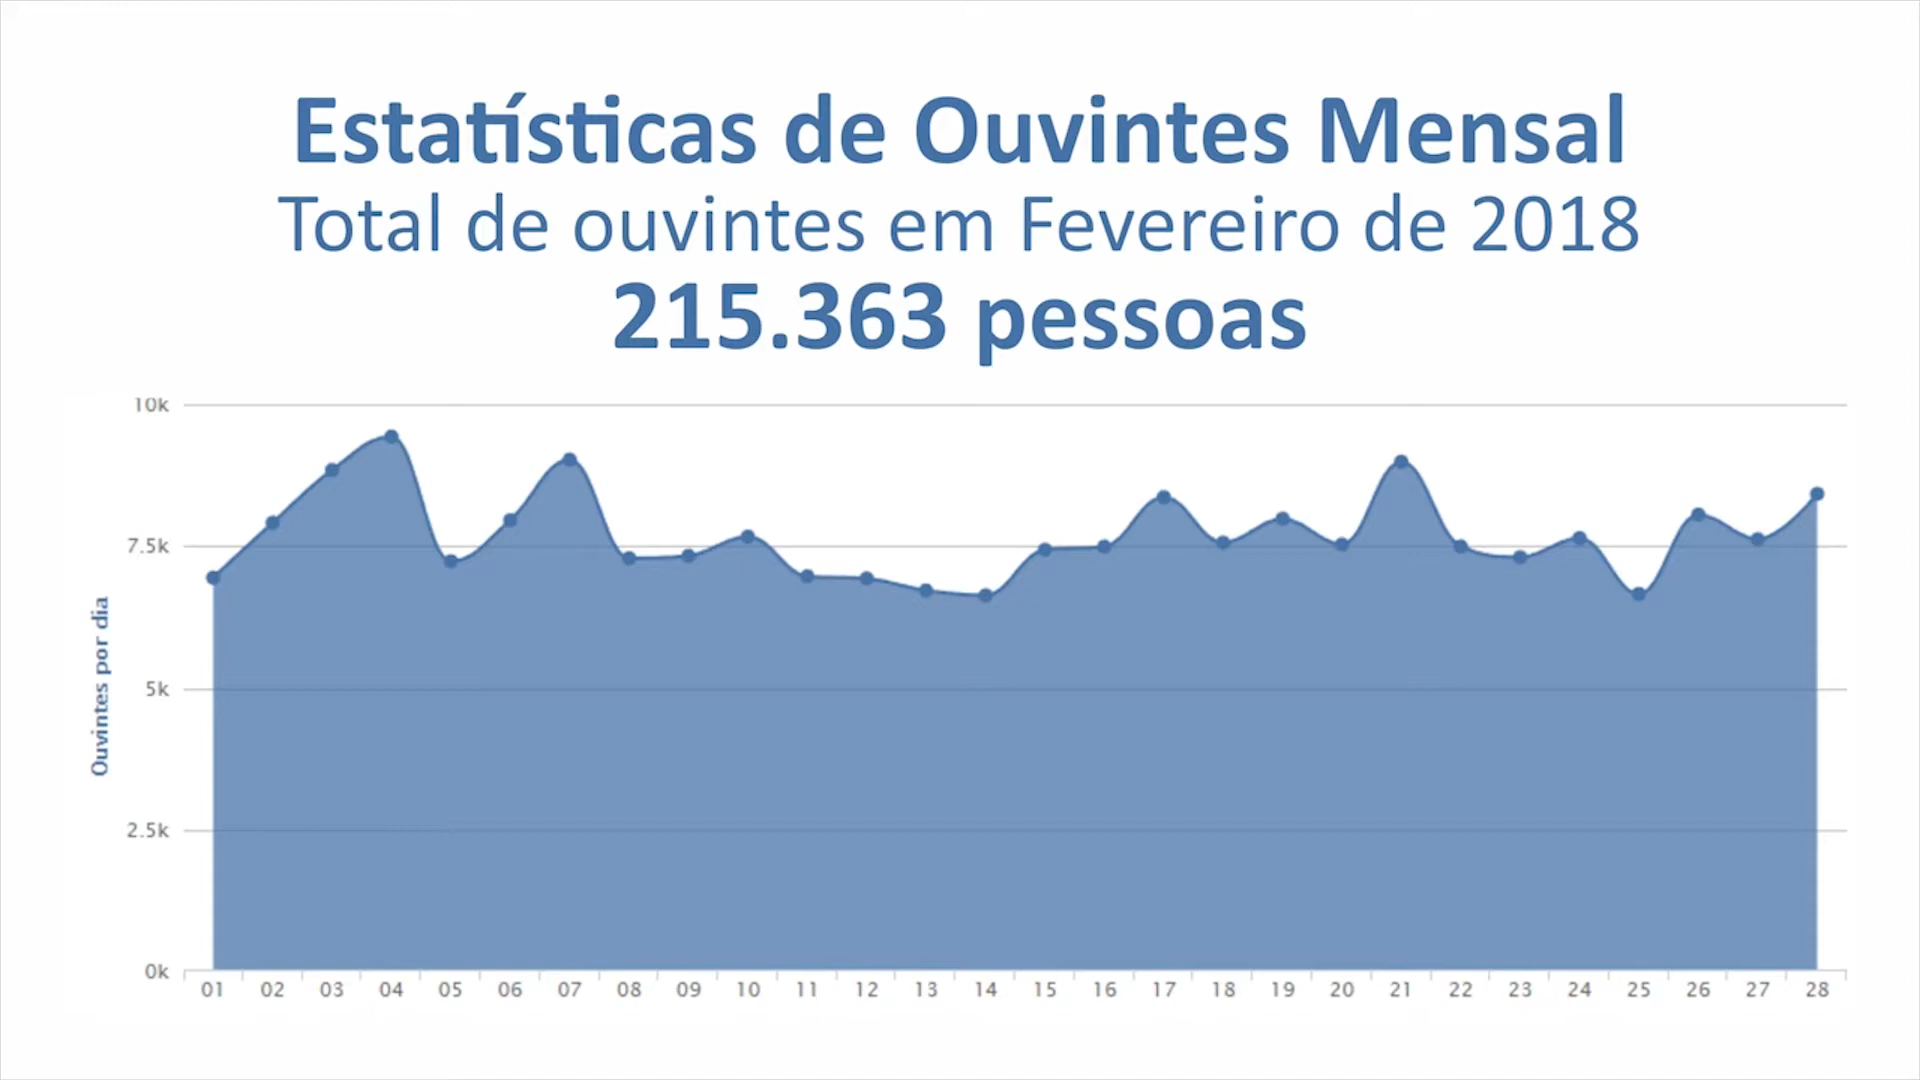 Estatísticas de Ouvintes Mensal
Total de ouvintes em Fevereiro de 2018
215.363 pessoas
10k
7.5k
5k
2.5k
0k
Ouvintes por dia
01 02 03 04 05 06 07 08 09 10 11 12 13 14 15 16 17 18 19 20 21 22 23 24 25 26 27 28